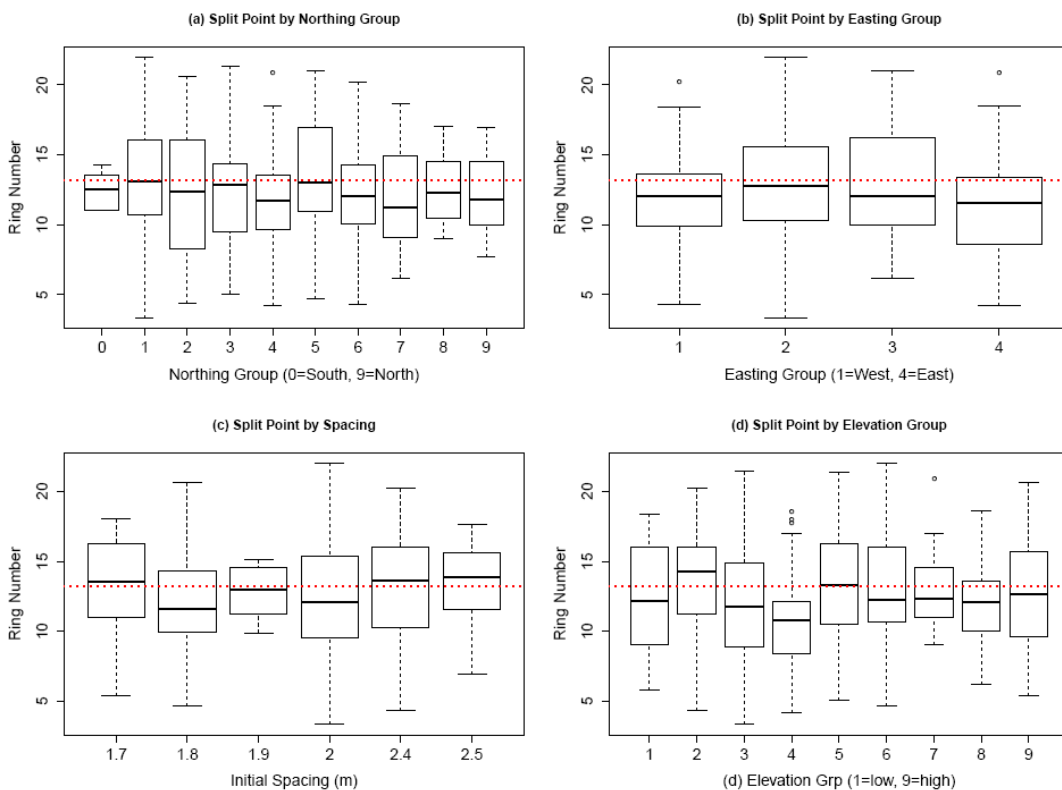 (a) Split Point by Northing Group
Ring Number
20
15
10
5
0 1 2 3 4 5 6 7 8 9
Northing Group (0=South, 9=North)
(b) Split Point by Easting Group
Ring Number
20
15
10
5
1 2 3 4
Easting Group (1=West, 4=East)
(c) Split Point by Spacing
Ring Number
20
15
10
5
1.7 1.8 1.9 2 2.4 2.5
Initial Spacing (m)
(d) Split Point by Elevation Group
Ring Number
20
15
10
5
1 2 3 4 5 6 7 8 9
(d) Elevation Grp (1=low, 9=high)